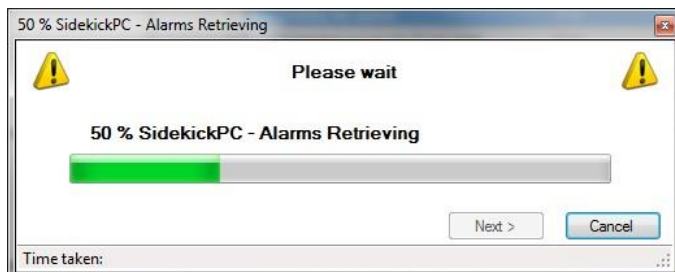 50 % SidekickPC - Alarms Retrieving
Please wait
50 % SidekickPC - Alarms Retrieving
Next >
Cancel
Time taken: